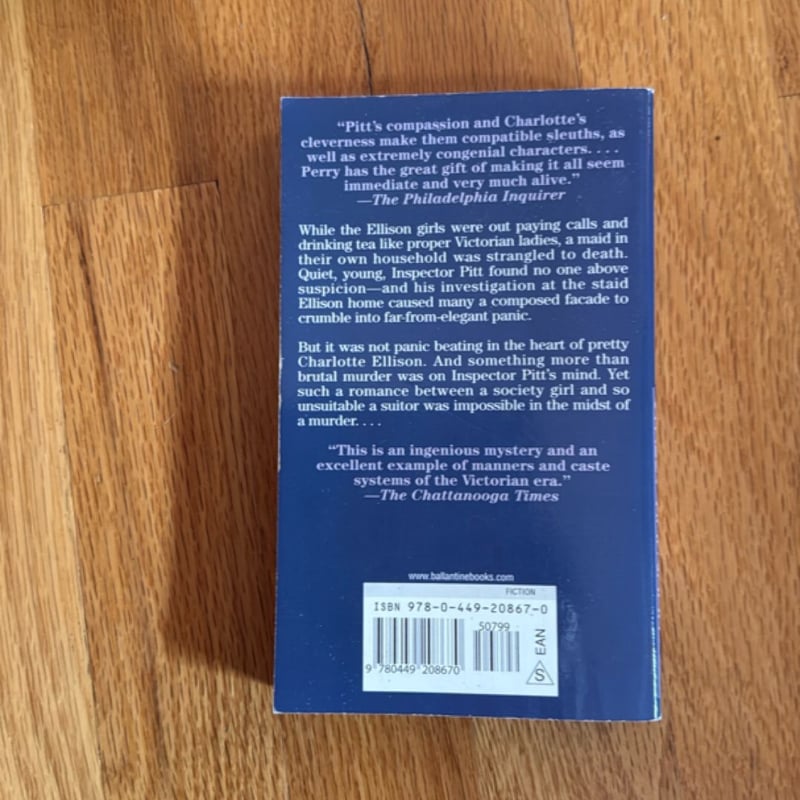 “Pitt’s compassion and Charlotte’s
cleverness make them compatible sleuths, as
well as extremely congenial characters. . . .
Perry has the great gift of making it all seem
immediate and very much alive.”
—The Philadelphia Inquirer
While the Ellison girls were out paying calls and
drinking tea like proper Victorian ladies, a maid in
their own household was strangled to death.
Quiet, young, Inspector Pitt found no one above
suspicion—and his investigation at the staid
Ellison home caused many a composed facade to
crumble into far-from-elegant panic.
But it was not panic beating in the heart of pretty
Charlotte Ellison. And something more than
brutal murder was on Inspector Pitt’s mind. Yet
such a romance between a society girl and so
unsuitable a suitor was impossible in the midst of
a murder. . . .
“This is an ingenious mystery and an
excellent example of manners and caste
systems of the Victorian era.”
—The Chattanooga Times
www.ballantinebooks.com
FICTION
ISBN 978-0-449-20867-0
50799
9 780449 208670
EAN
S